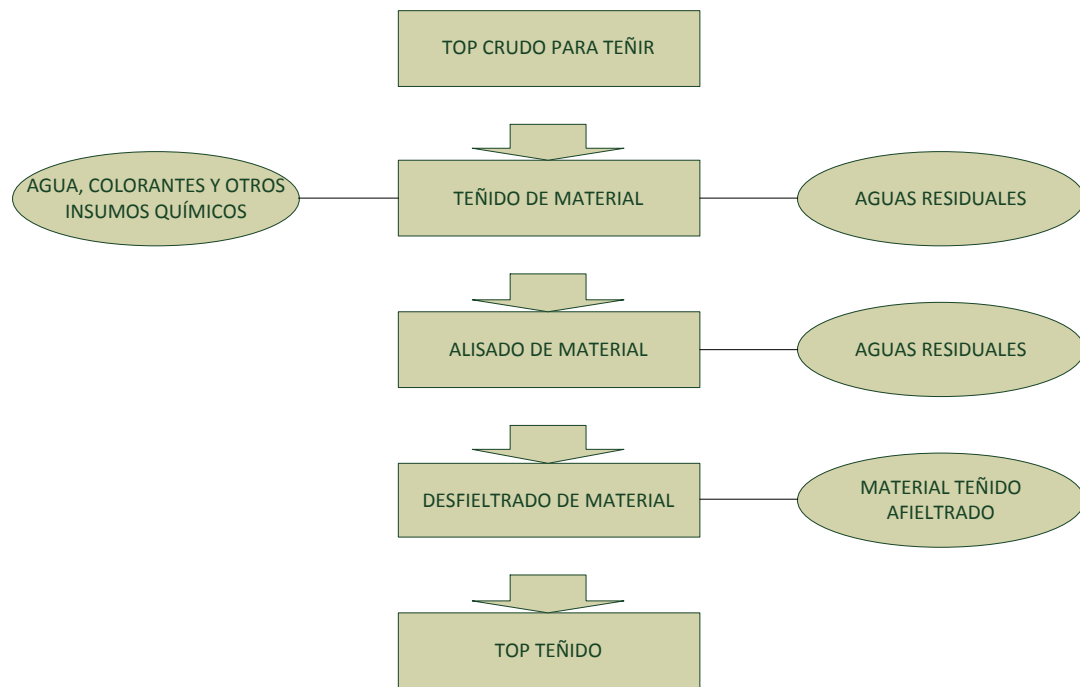 TOP CRUDO PARA TEÑIR
AGUA, COLORANTES Y OTROS
INSUMOS QUÍMICOS
TEÑIDO DE MATERIAL
AGUAS RESIDUALES
ALISADO DE MATERIAL
AGUAS RESIDUALES
DESFIELTRADO DE MATERIAL
MATERIAL TEÑIDO
AFIELTRADO
TOP TEÑIDO